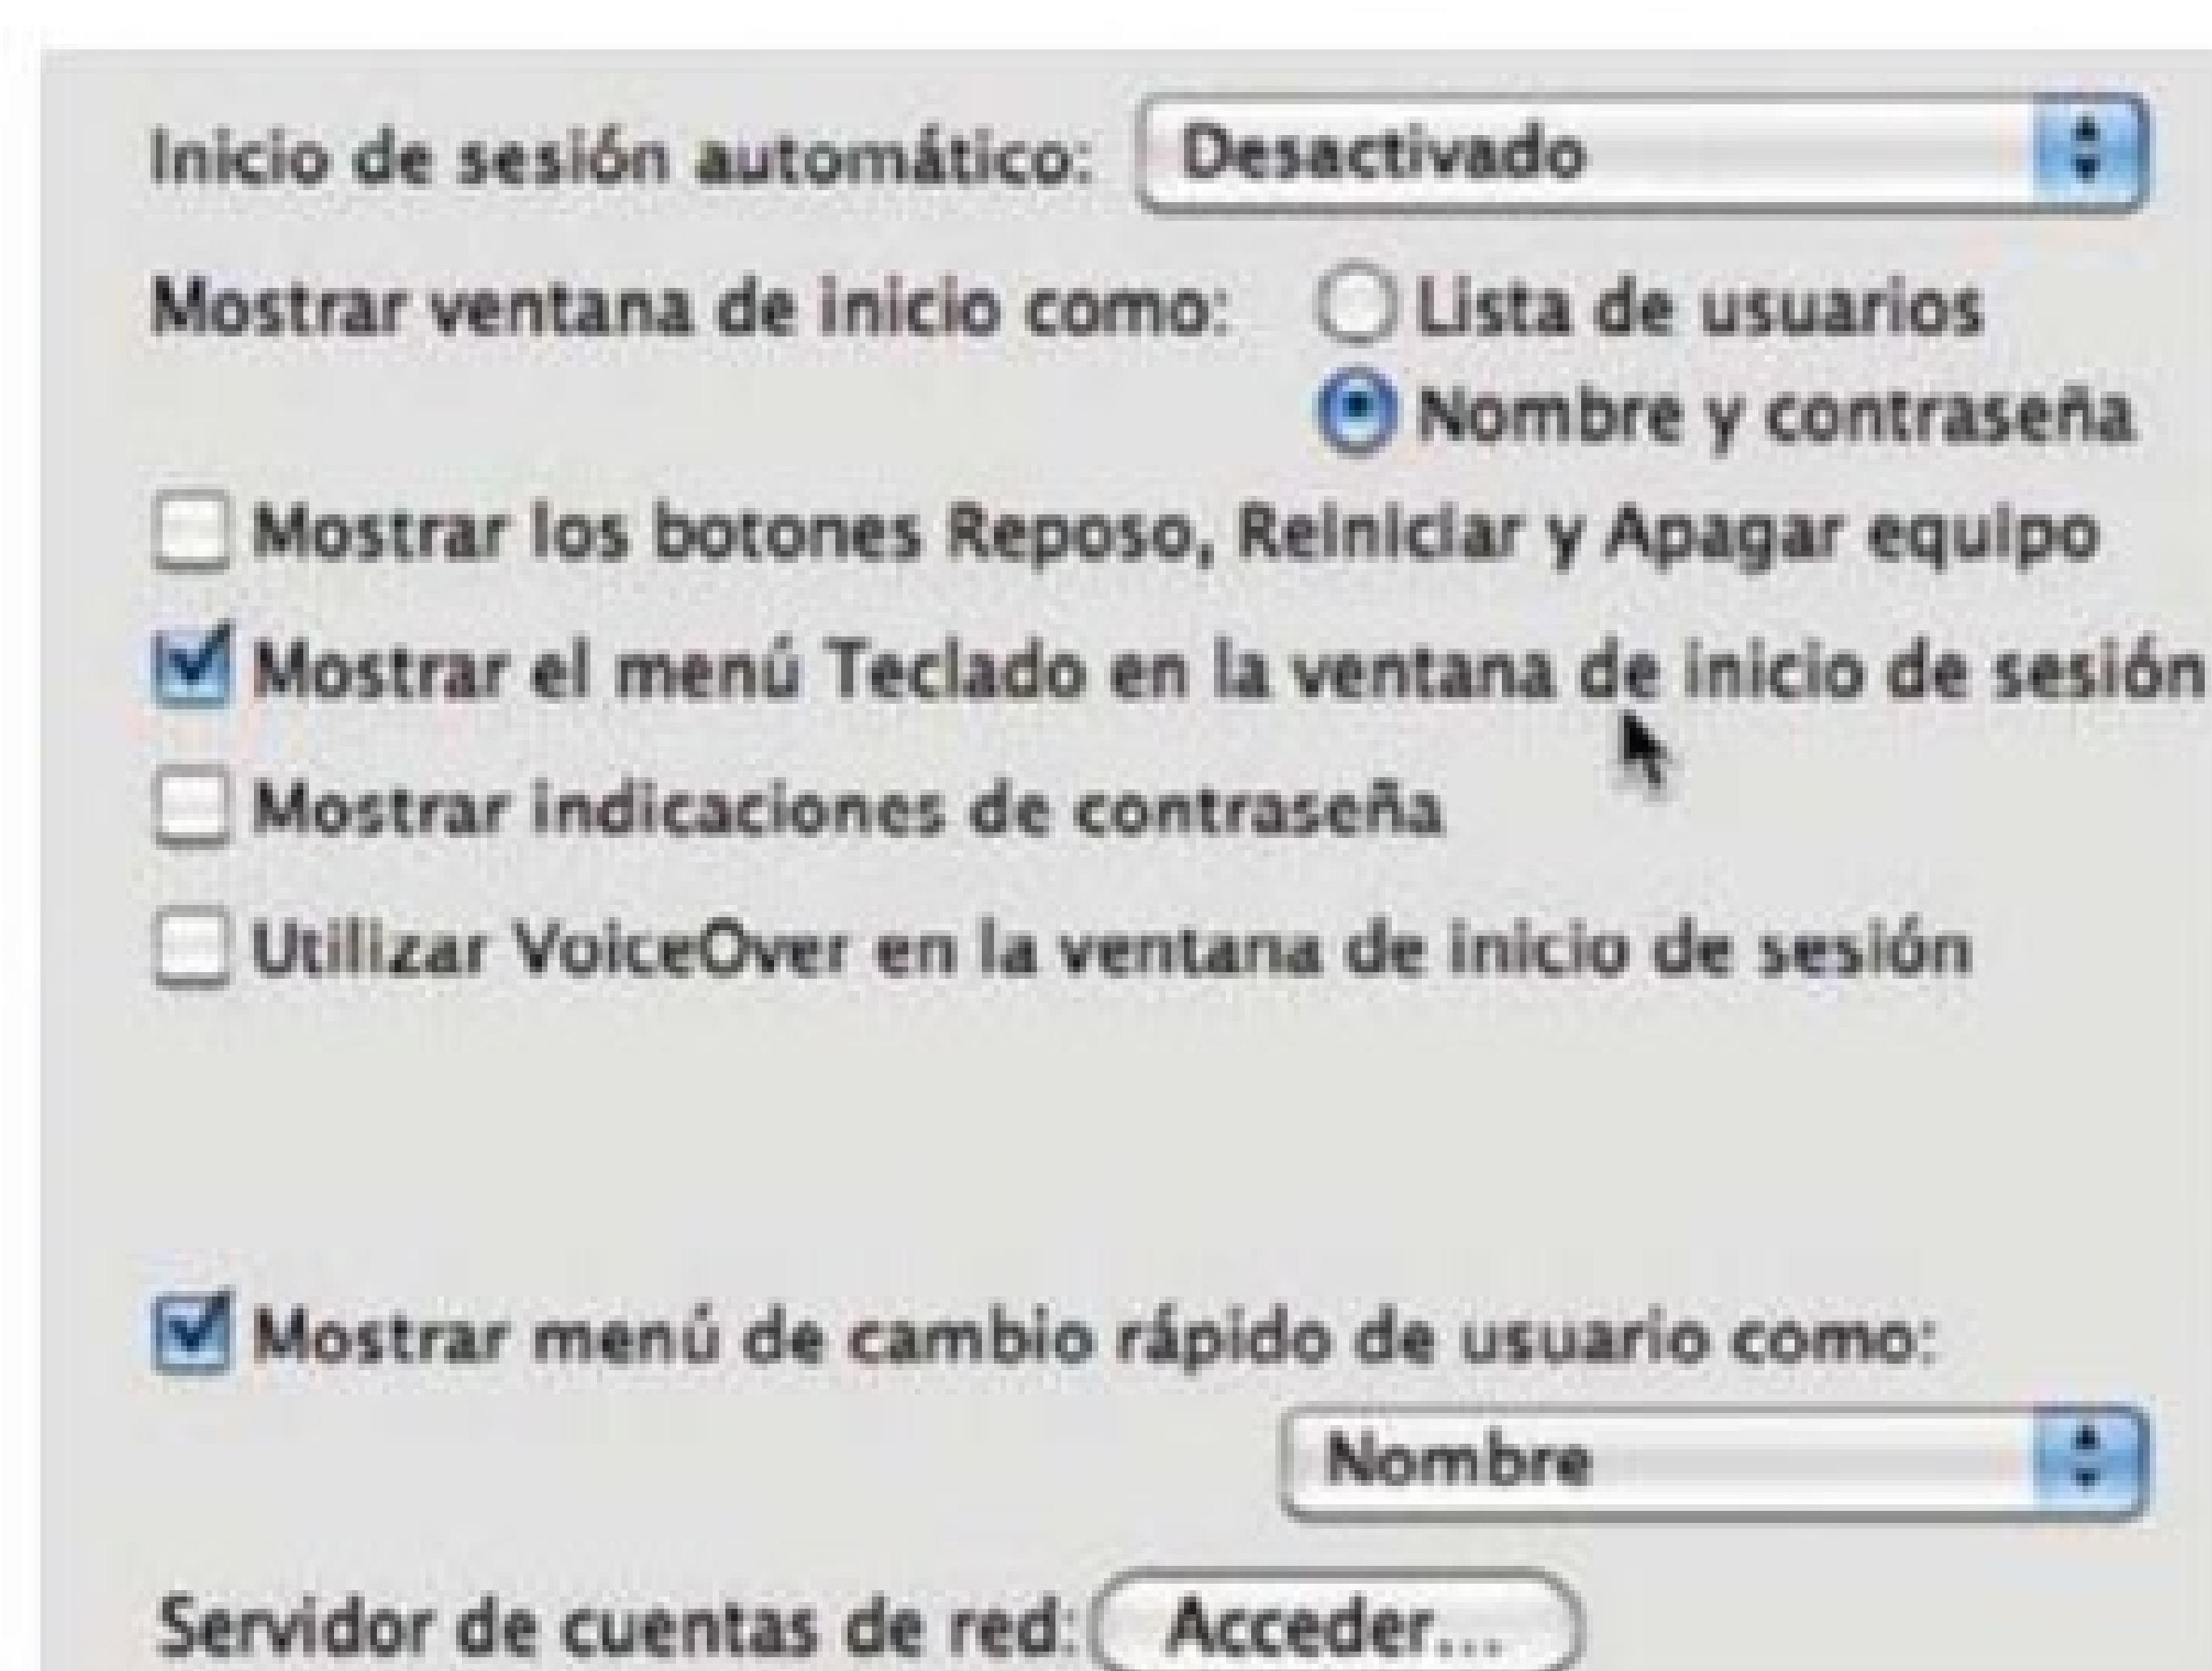 Inicio de sesión automático: Desactivado
Mostrar ventana de inicio como: Lista de usuarios
Nombre y contraseña
Mostrar los botones Reposo, Reiniciar y Apagar equipo
Mostrar el menú Teclado en la ventana de inicio de sesión
Mostrar indicaciones de contraseña
Utilizar VoiceOver en la ventana de inicio de sesión
Mostrar menú de cambio rápido de usuario como:
Nombre
Servidor de cuentas de red: Acceder...